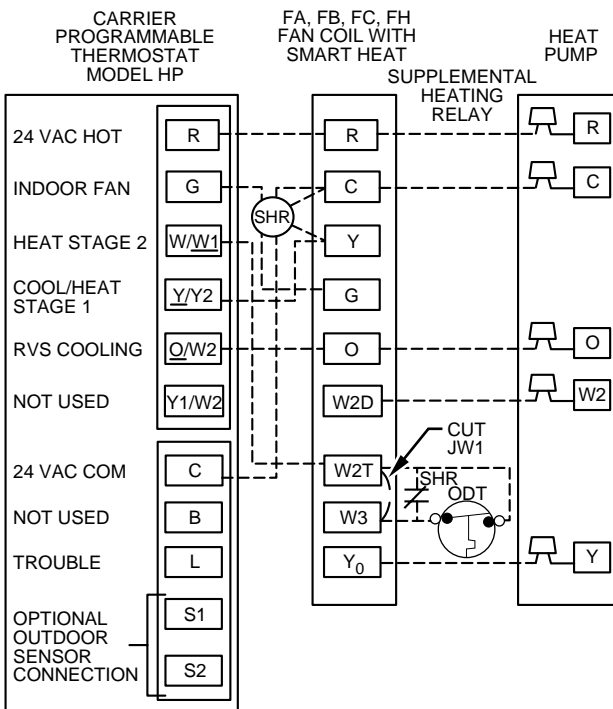 CARRIER
PROGRAMMABLE
THERMOSTAT
MODEL HP
FA, FB, FC, FH
FAN COIL WITH
SMART HEAT
HEAT
PUMP
SUPPLEMENTAL
HEATING
RELAY
24 VAC HOT
R
R
R
INDOOR FAN
G
C
C
SHR
HEAT STAGE 2
W/W1
Y
COOL/HEAT
STAGE 1
Y/Y2
G
RVS COOLING
O/W2
O
O
NOT USED
Y1/W2
W2D
W2
CUT
JW1
24 VAC COM
C
W2T
SHR
ODT
NOT USED
B
W3
TROUBLE
L
Y0
Y
OPTIONAL
OUTDOOR
SENSOR
CONNECTION
S1
S2